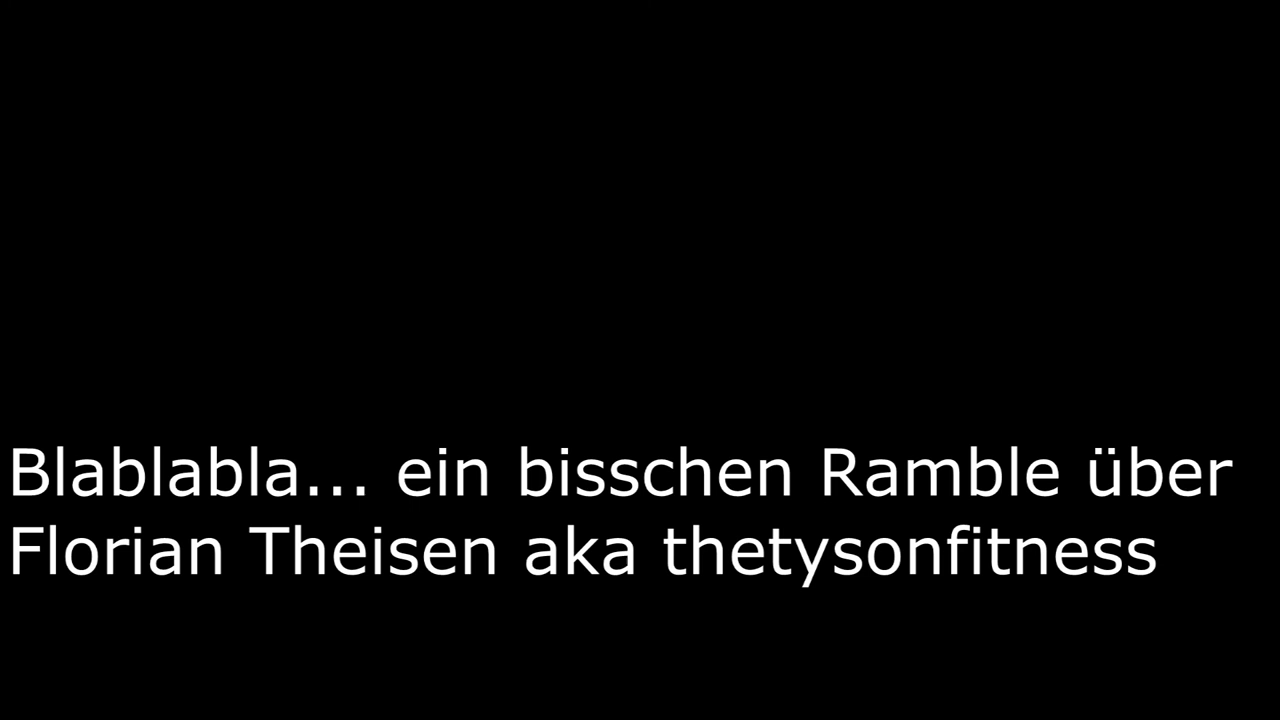 Blablabla... ein bisschen Ramble über
Florian Theisen aka thetysonfitness